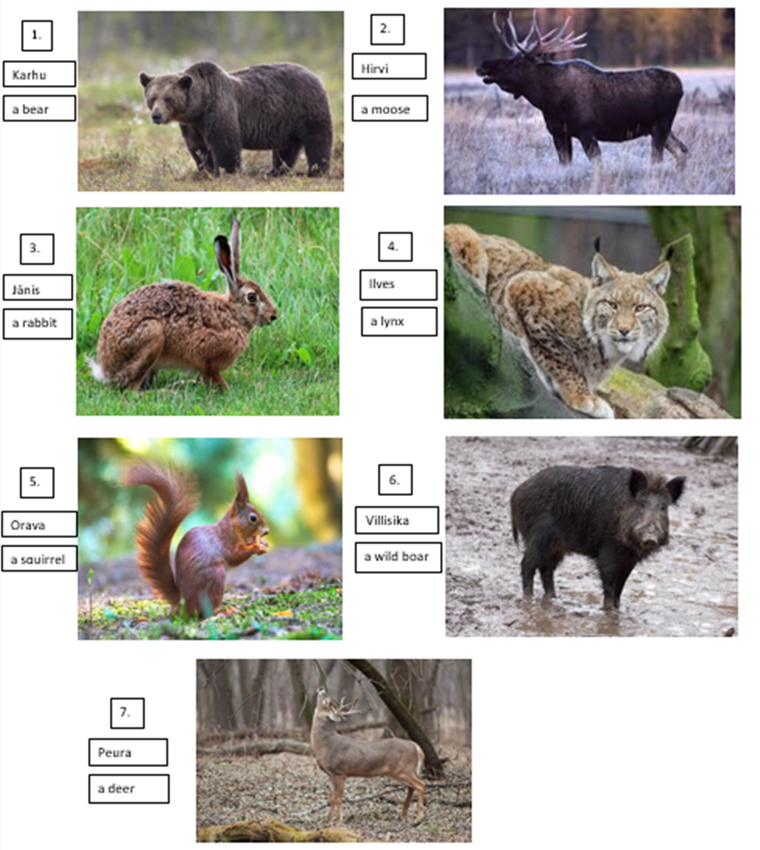 1.
Karhu
a bear
2.
Hirvi
a moose
3.
Jänis
a rabbit
4.
Ilves
a lynx
5.
Orava
a squirrel
6.
Villisika
a wild boar
7.
Peura
a deer